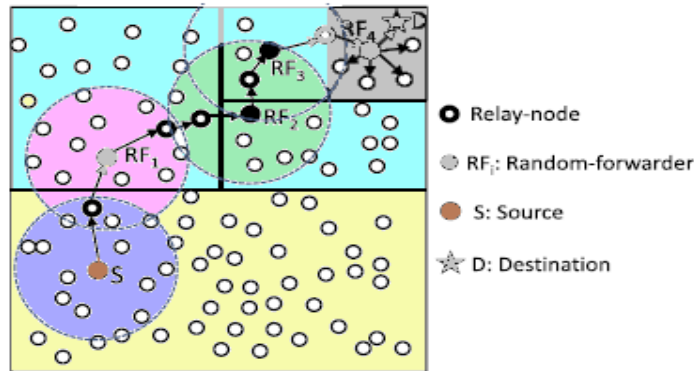 RF4
D
RF3
RF2
RF1
S
Relay-node
RFi: Random-forwarder
S: Source
D: Destination